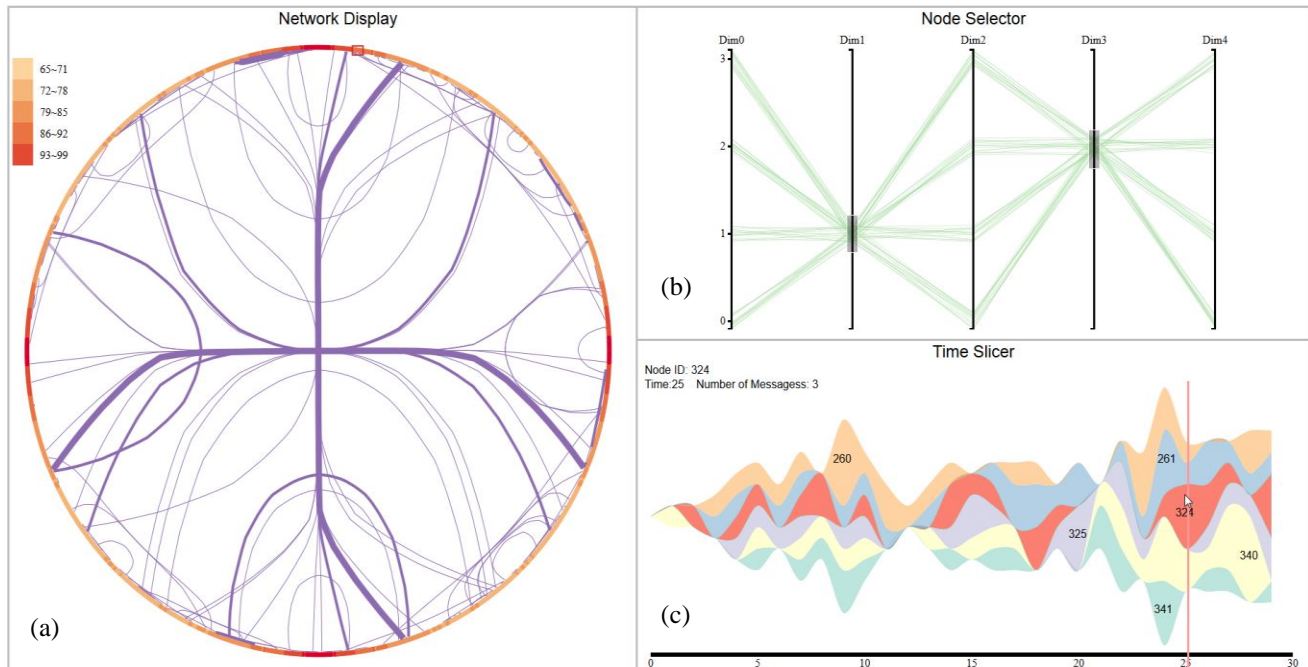 Network Display
65~71
72~78
79~85
86~92
93~99
(a)
Node Selector
Dim0 Dim1 Dim2 Dim3 Dim4
3
2
1
0
(b)
Time Slicer
Node ID: 324
Time:25 Number of Messagess: 3
260
261
324
325
340
341
(c)
0 5 10 15 20 25 30